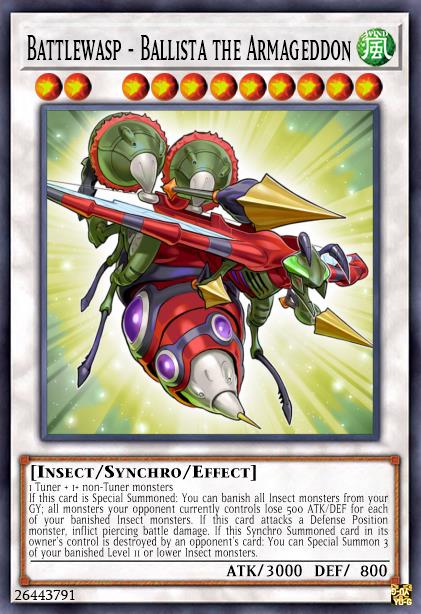 BATTLEWASP - BALLISTA THE ARMAGEDDON
WIND
風
[INSECT/SYNCHRO/EFFECT]
1 Tuner + 1+ non-Tuner monsters
If this card is Special Summoned: You can banish all Insect monsters from your
GY; all monsters your opponent currently controls lose 500 ATK/DEF for each
of your banished Insect monsters. If this card attacks a Defense Position
monster, inflict piercing battle damage. If this Synchro Summoned card in its
owner's control is destroyed by an opponent's card: You can Special Summon 3
of your banished Level 11 or lower Insect monsters.
ATK/3000 DEF/ 800
26443791